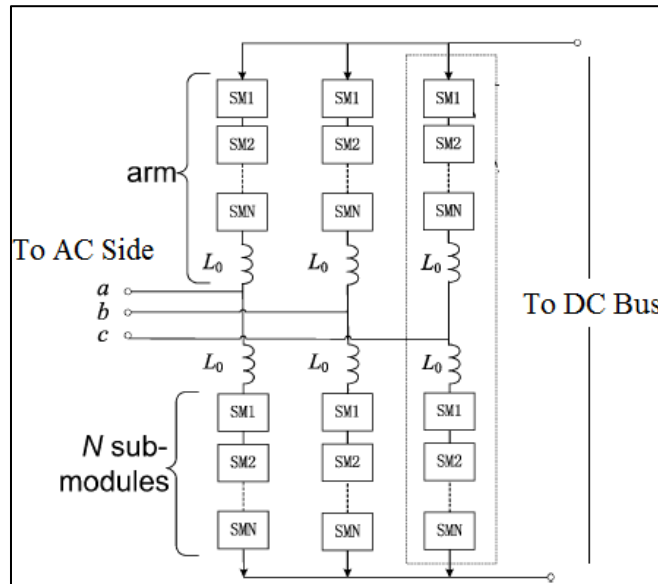 SM1 SM1 SM1
SM2 SM2 SM2
arm
SMN SMN SMN
To AC Side
L₀ L₀ L₀
a
To DC Bus
b
c
L₀ L₀ L₀
SM1 SM1 SM1
N sub-
modules
SM2 SM2 SM2
SMN SMN SMN